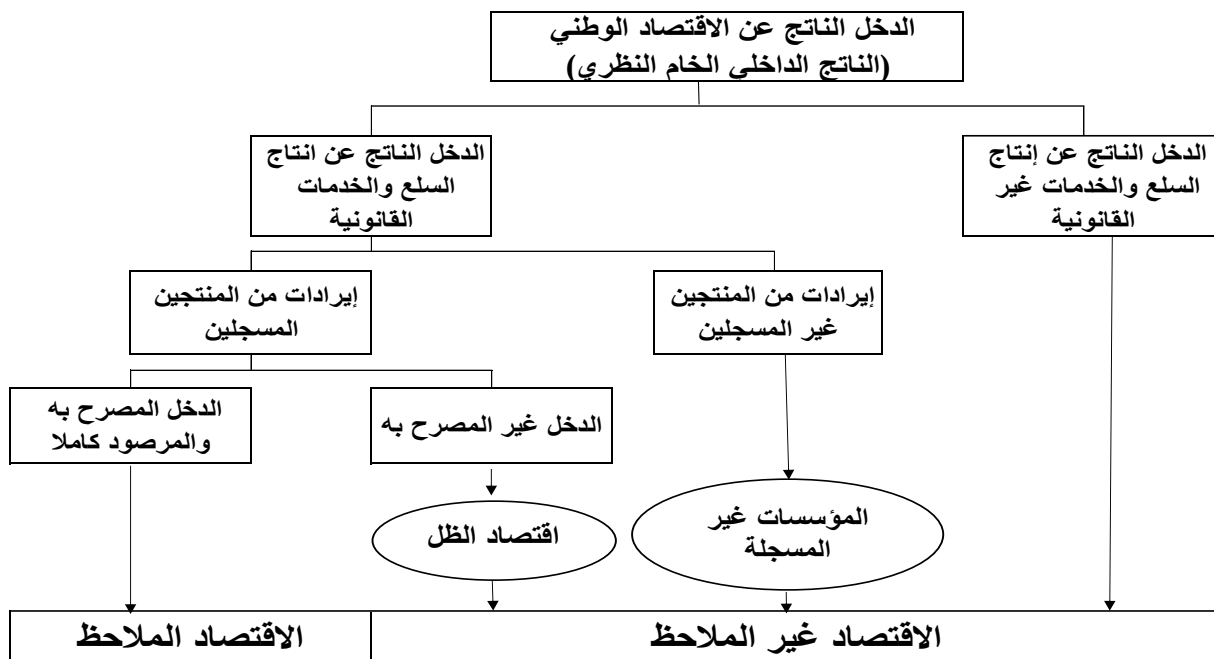 الدخل الناتج عن الاقتصاد الوطني
(الناتج الداخلي الخام النظري)
الدخل الناتج عن إنتاج
السلع والخدمات غير
القانونية
الدخل الناتج عن انتاج
السلع والخدمات
القانونية
إيرادات من المنتجين
غير المسجلين
إيرادات من المنتجين
المسجلين
الدخل غير المصرح به
الدخل المصرح به
والمرصود كاملا
المؤسسات غير
المسجلة
اقتصاد الظل
الاقتصاد غير الملاحظ
الاقتصاد الملاحظ